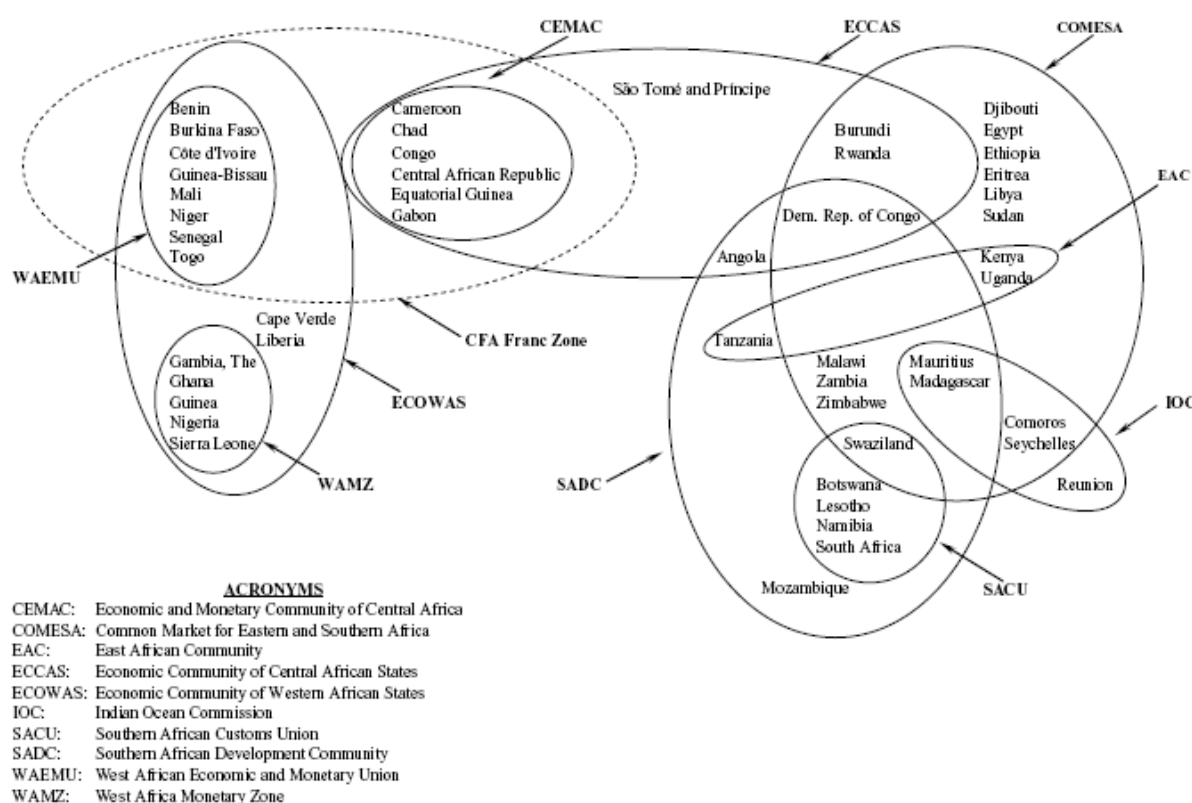 CEMAC
ECCAS
COMESA
São Tomé and Príncipe
Benin
Burkina Faso
Côte d'Ivoire
Guinea-Bissau
Mali
Niger
Senegal
Togo
Cameroon
Chad
Congo
Central African Republic
Equatorial Guinea
Gabon
Burundi
Rwanda
Djibouti
Egypt
Ethiopia
Eritrea
Libya
Sudan
EAC
Dem. Rep. of Congo
Angola
Kenya
Uganda
WAEMU
Cape Verde
Liberia
CFA Franc Zone
Tanzania
Gambia, The
Ghana
Guinea
Nigeria
Sierra Leone
ECOWAS
Malawi
Zambia
Zimbabwe
Mauritius
Madagascar
IOC
Comoros
Seychelles
Swaziland
WAMZ
SADC
Reunion
Botswana
Lesotho
Namibia
South Africa
Mozambique
SACU
ACRONYMS
CEMAC: Economic and Monetary Community of Central Africa
COMESA: Common Market for Eastern and Southern Africa
EAC: East African Community
ECCAS: Economic Community of Central African States
ECOWAS: Economic Community of Western African States
IOC: Indian Ocean Commission
SACU: Southern African Customs Union
SADC: Southern African Development Community
WAEMU: West African Economic and Monetary Union
WAMZ: West Africa Monetary Zone